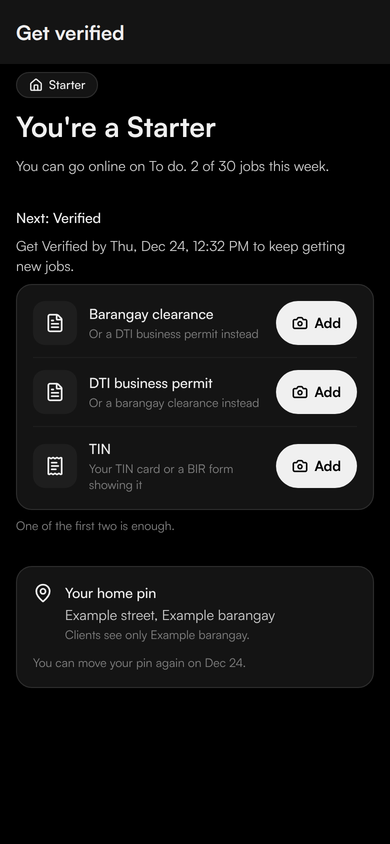 Get verified
Starter
You're a Starter
You can go online on To do. 2 of 30 jobs this week.
Next: Verified
Get Verified by Thu, Dec 24, 12:32 PM to keep getting
new jobs.
Barangay clearance
Or a DTI business permit instead
Add
DTI business permit
Or a barangay clearance instead
Add
TIN
Your TIN card or a BIR form
showing it
Add
One of the first two is enough.
Your home pin
Example street, Example barangay
Clients see only Example barangay.
You can move your pin again on Dec 24.